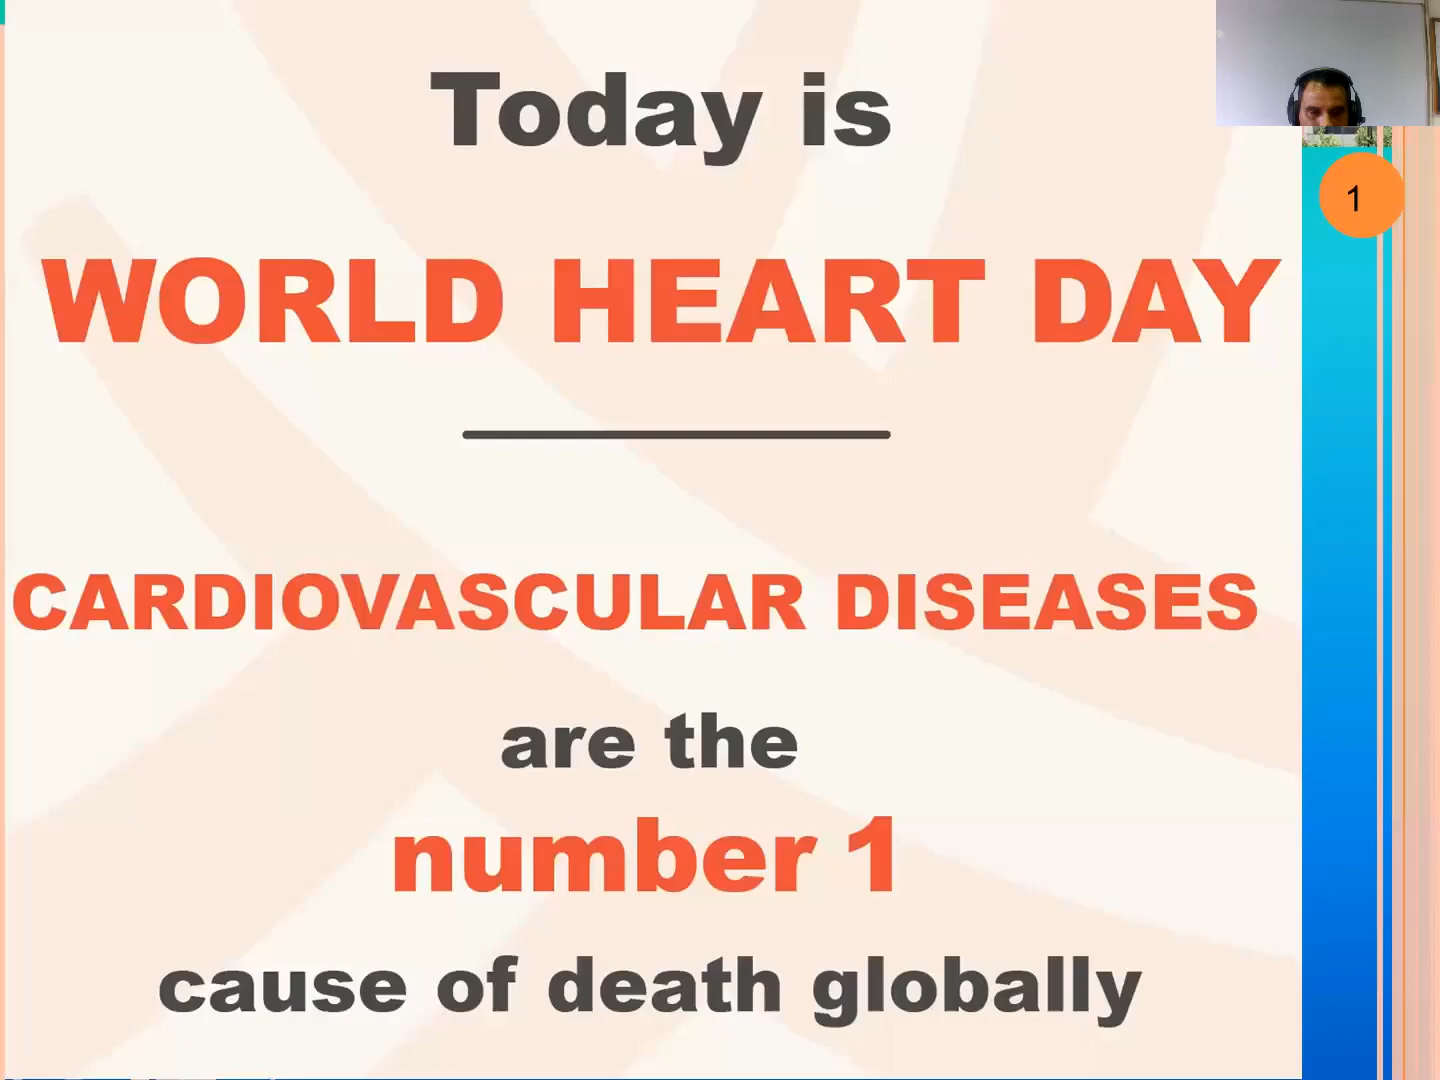 Today is
WORLD HEART DAY
1
CARDIOVASCULAR DISEASES
are the
number 1
cause of death globally